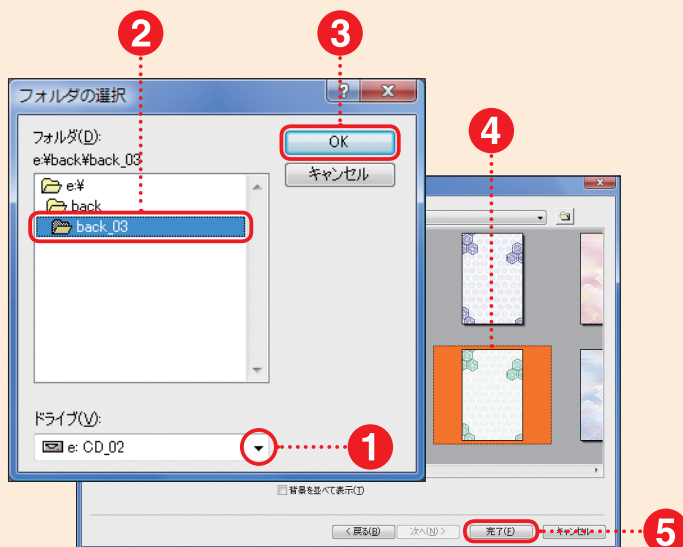 2
3
フォルダの選択
?
x
フォルダ(D):
OK
4
e:¥back¥back_03
キャンセル
e:¥
back
back_03
ドライブ(V):
e: CD_02
1
背景を並べて表示(T)
< 戻る(B)
次へ(N) >
完了(F)
キャンセル
5